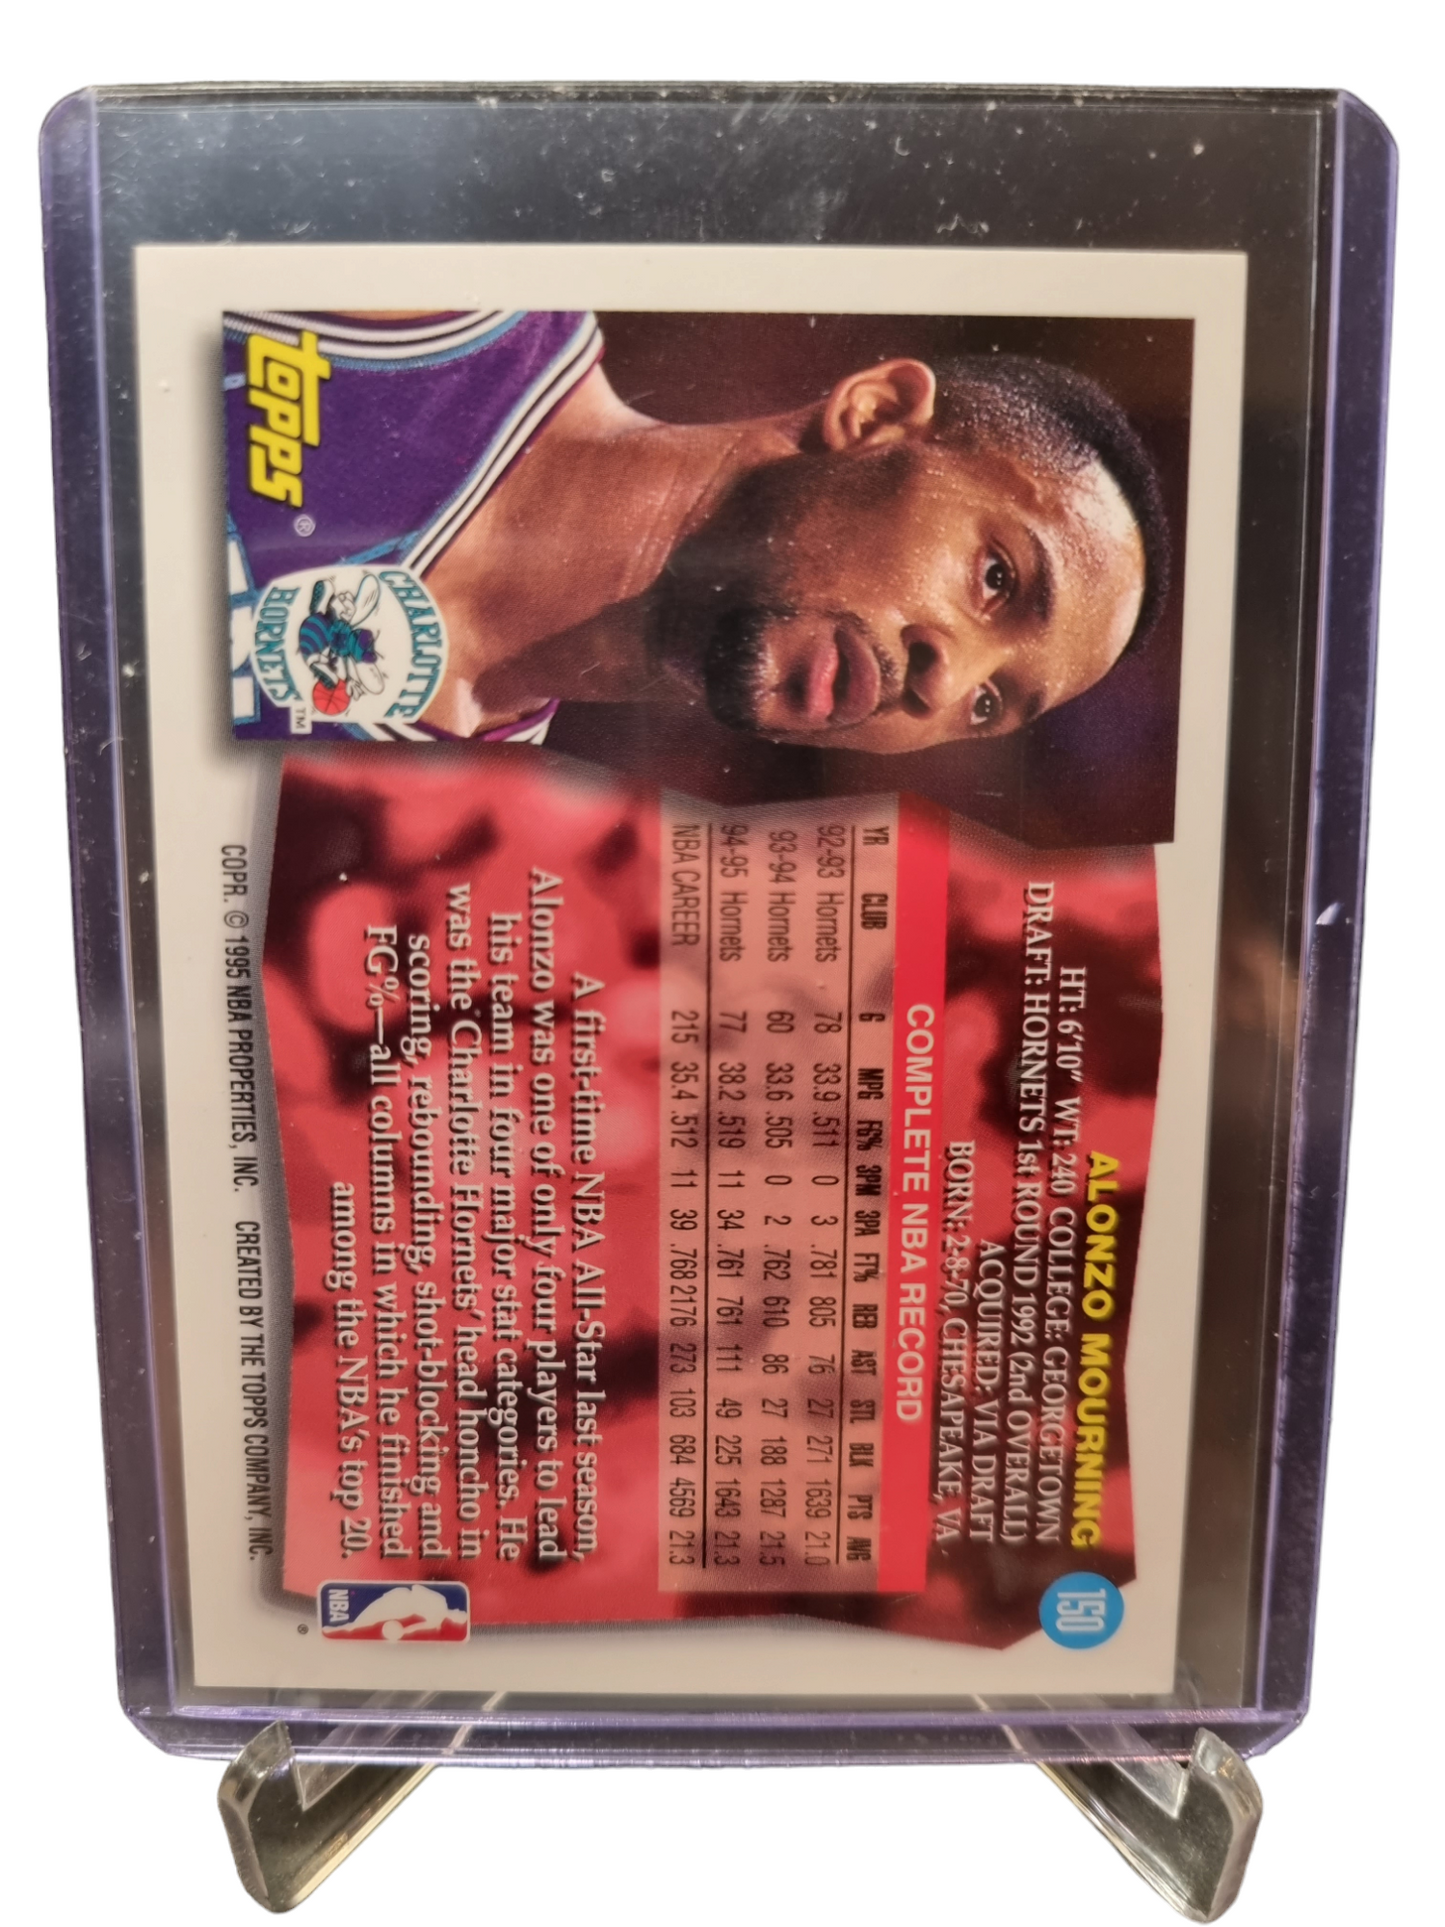 ALONZO MOURNING
150
HT: 6'10" WT: 240 COLLEGE: GEORGETOWN
DRAFT: HORNETS 1st ROUND 1992 (2nd OVERALL)
ACQUIRED: VIA DRAFT
BORN: 2-8-70, CHESAPEAKE, VA
COMPLETE NBA RECORD
YR CLUB G MPG FG% 3PM 3PA FT% REB AST STL BLK PTS AVG
92-93 Hornets 78 33.9 .511 0 3 .781 805 76 27 271 1639 21.0
93-94 Hornets 60 33.6 .505 0 2 .762 610 86 27 188 1287 21.5
94-95 Hornets 77 38.2 .519 11 34 .761 761 111 49 225 1643 21.3
NBA CAREER 215 35.4 .512 11 39 .768 2176 273 103 684 4569 21.3
A first-time NBA All-Star last season,
Alonzo was one of only four players to lead
his team in four major stat categories. He
was the Charlotte Hornets' head honcho in
scoring, rebounding, shot-blocking and
FG%—all columns in which he finished
among the NBA's top 20.
CHARLOTTE
HORNETS™
Topps®
NBA
®
COPR. © 1995 NBA PROPERTIES, INC. CREATED BY THE TOPPS COMPANY, INC.